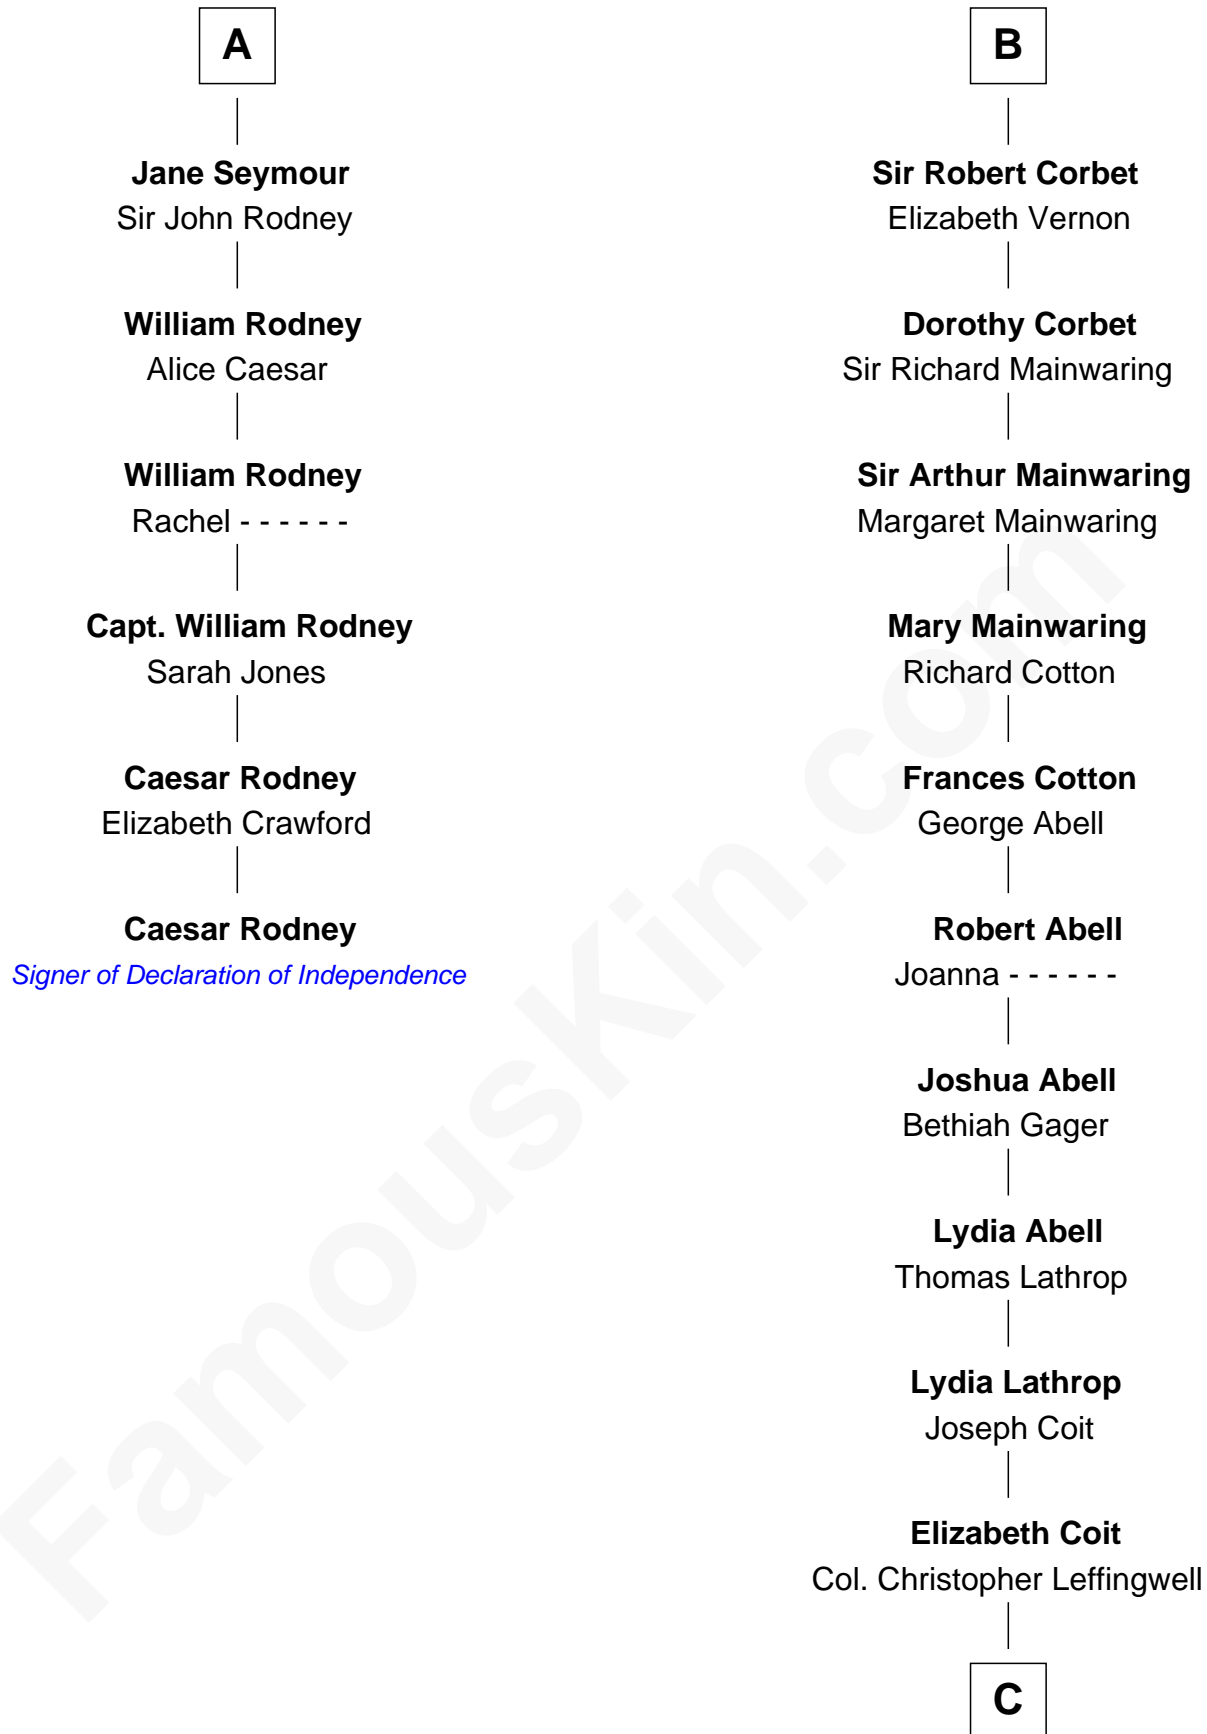 A
Jane Seymour
Sir John Rodney
William Rodney
Alice Caesar
William Rodney
Rachel - - - - - -
Capt. William Rodney
Sarah Jones
Caesar Rodney
Elizabeth Crawford
Caesar Rodney
Signer of Declaration of Independence
B
Sir Robert Corbet
Elizabeth Vernon
Dorothy Corbet
Sir Richard Mainwaring
Sir Arthur Mainwaring
Margaret Mainwaring
Mary Mainwaring
Richard Cotton
Frances Cotton
George Abell
Robert Abell
Joanna - - - - - -
Joshua Abell
Bethiah Gager
Lydia Abell
Thomas Lathrop
Lydia Lathrop
Joseph Coit
Elizabeth Coit
Col. Christopher Leffingwell
C
FamousKin.com